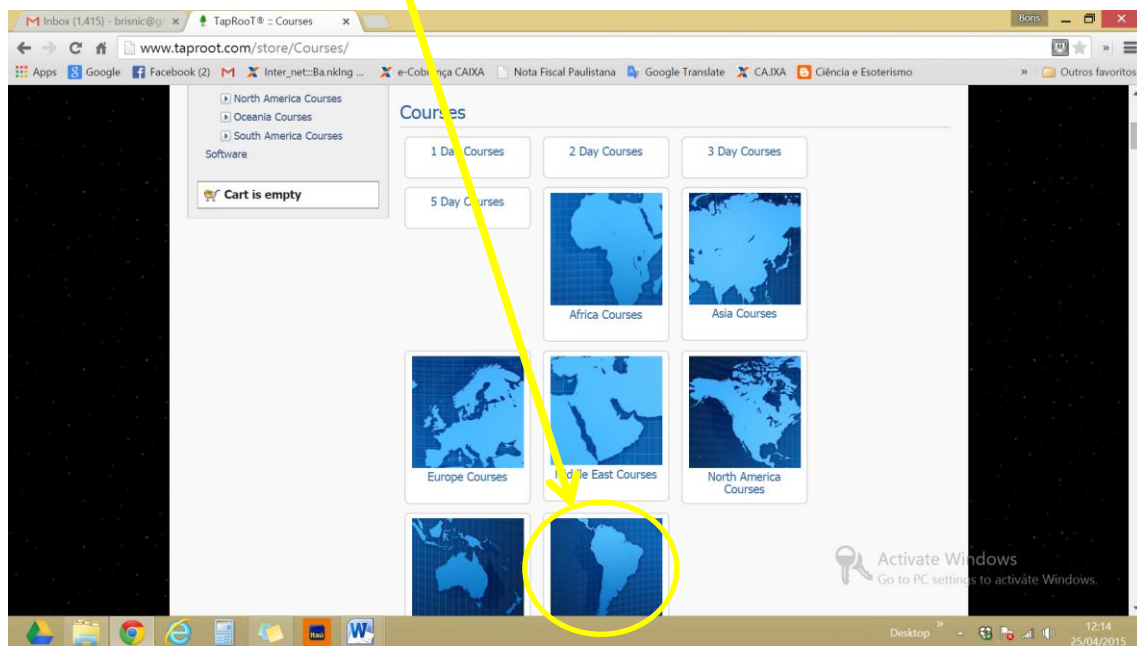 Inbox (1,415) - brisnic@g
TapRooT® :: Courses
Boris
www.taproot.com/store/Courses/
Apps Google Facebook (2) Inter_net:::Ba.nkIng ... e-Cobrança CAIXA Nota Fiscal Paulistana Google Translate CA.IXA Ciência e Esoterismo » Outros favoritos
North America Courses
Oceania Courses
South America Courses
Software
Cart is empty
Courses
1 Day Courses 2 Day Courses 3 Day Courses
5 Day Courses
Africa Courses Asia Courses
Europe Courses Middle East Courses North America
Courses
Activate Windows
Go to PC settings to activate Windows.
Itaú
Desktop »
12:14
25/04/2015